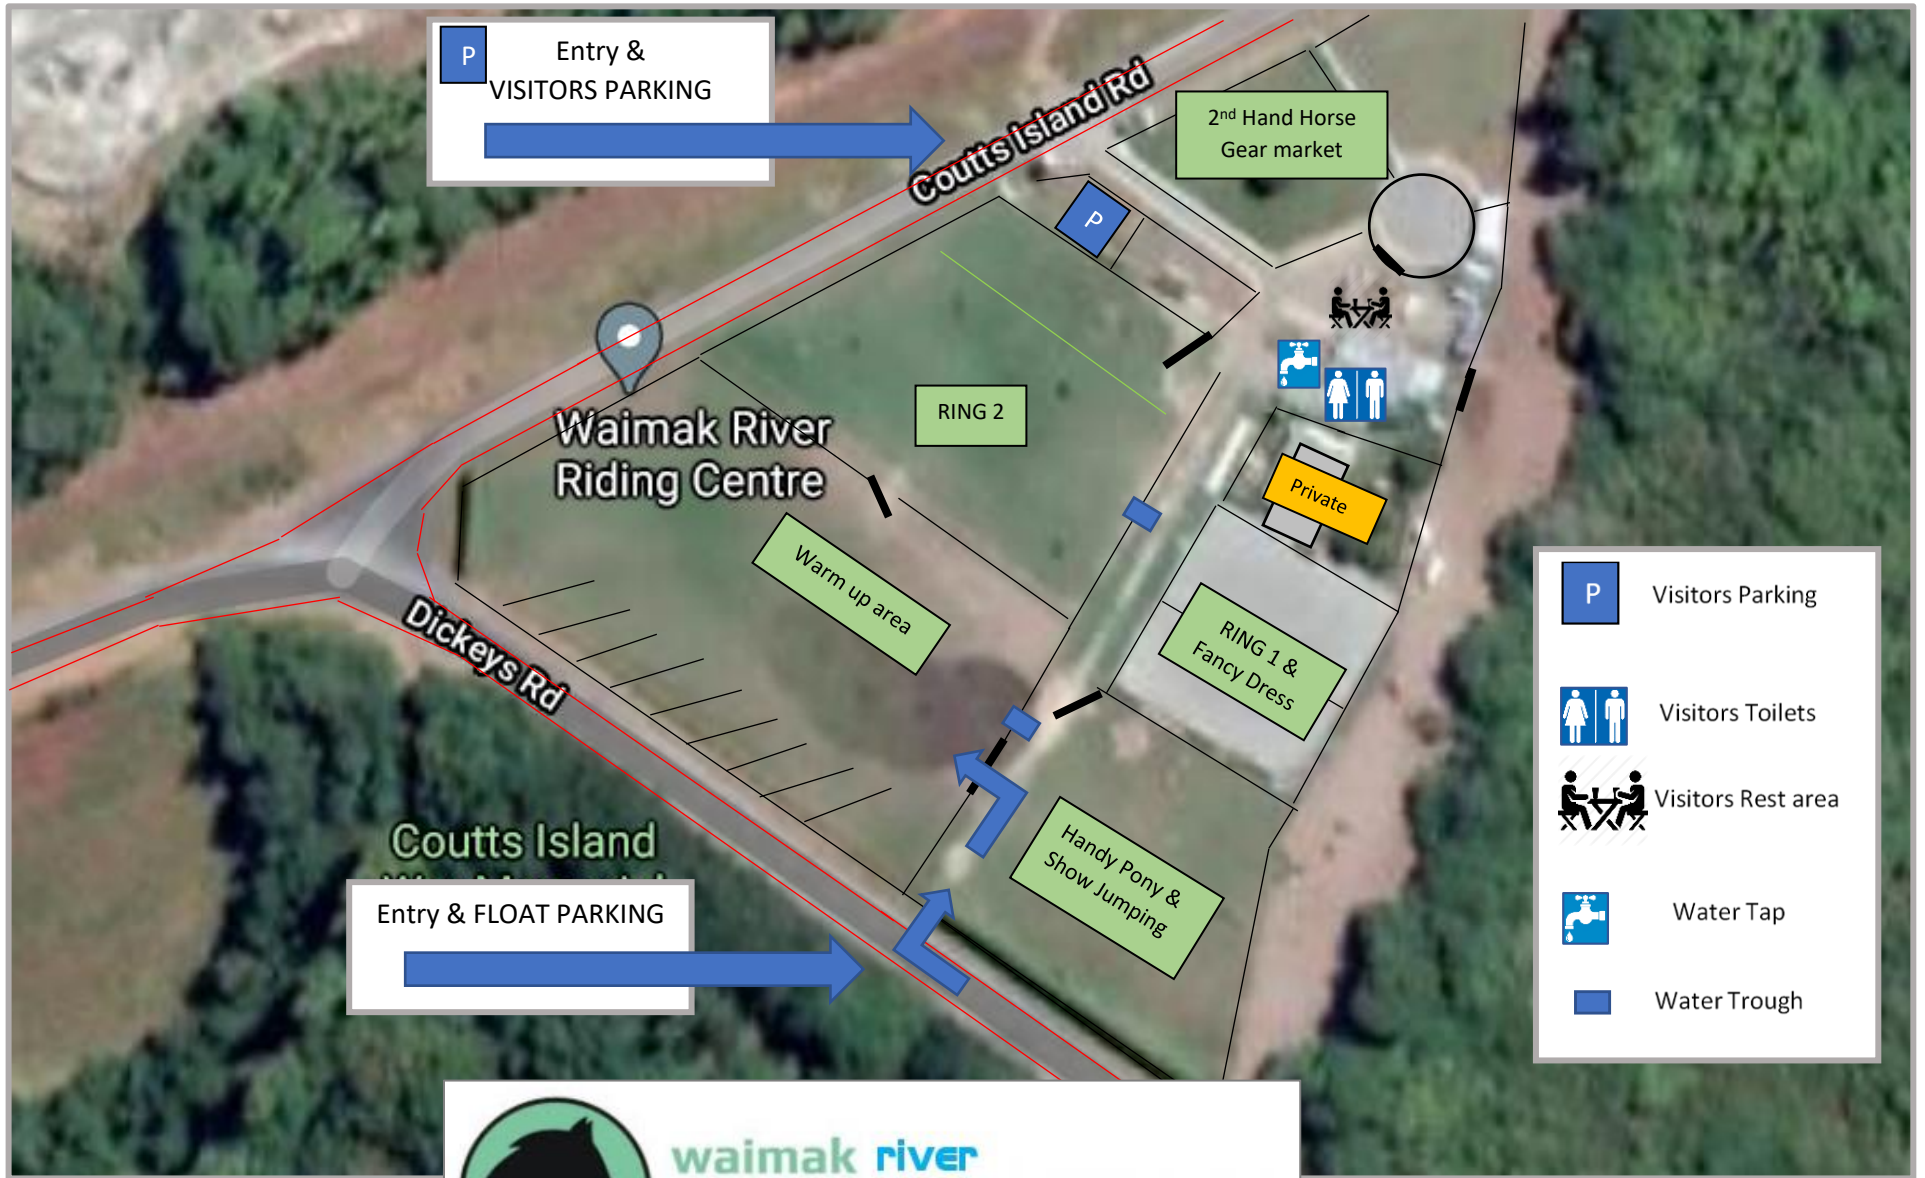 P
Entry &
VISITORS PARKING
Coutts Island Rd
2nd Hand Horse
Gear market
P
RING 2
Waimak River
Riding Centre
Private
Warm up area
RING 1 &
Fancy Dress
Dickeys Rd
Handy Pony &
Show Jumping
Coutts Island
Entry & FLOAT PARKING
P
Visitors Parking
Visitors Toilets
Visitors Rest area
Water Tap
Water Trough
waimak river